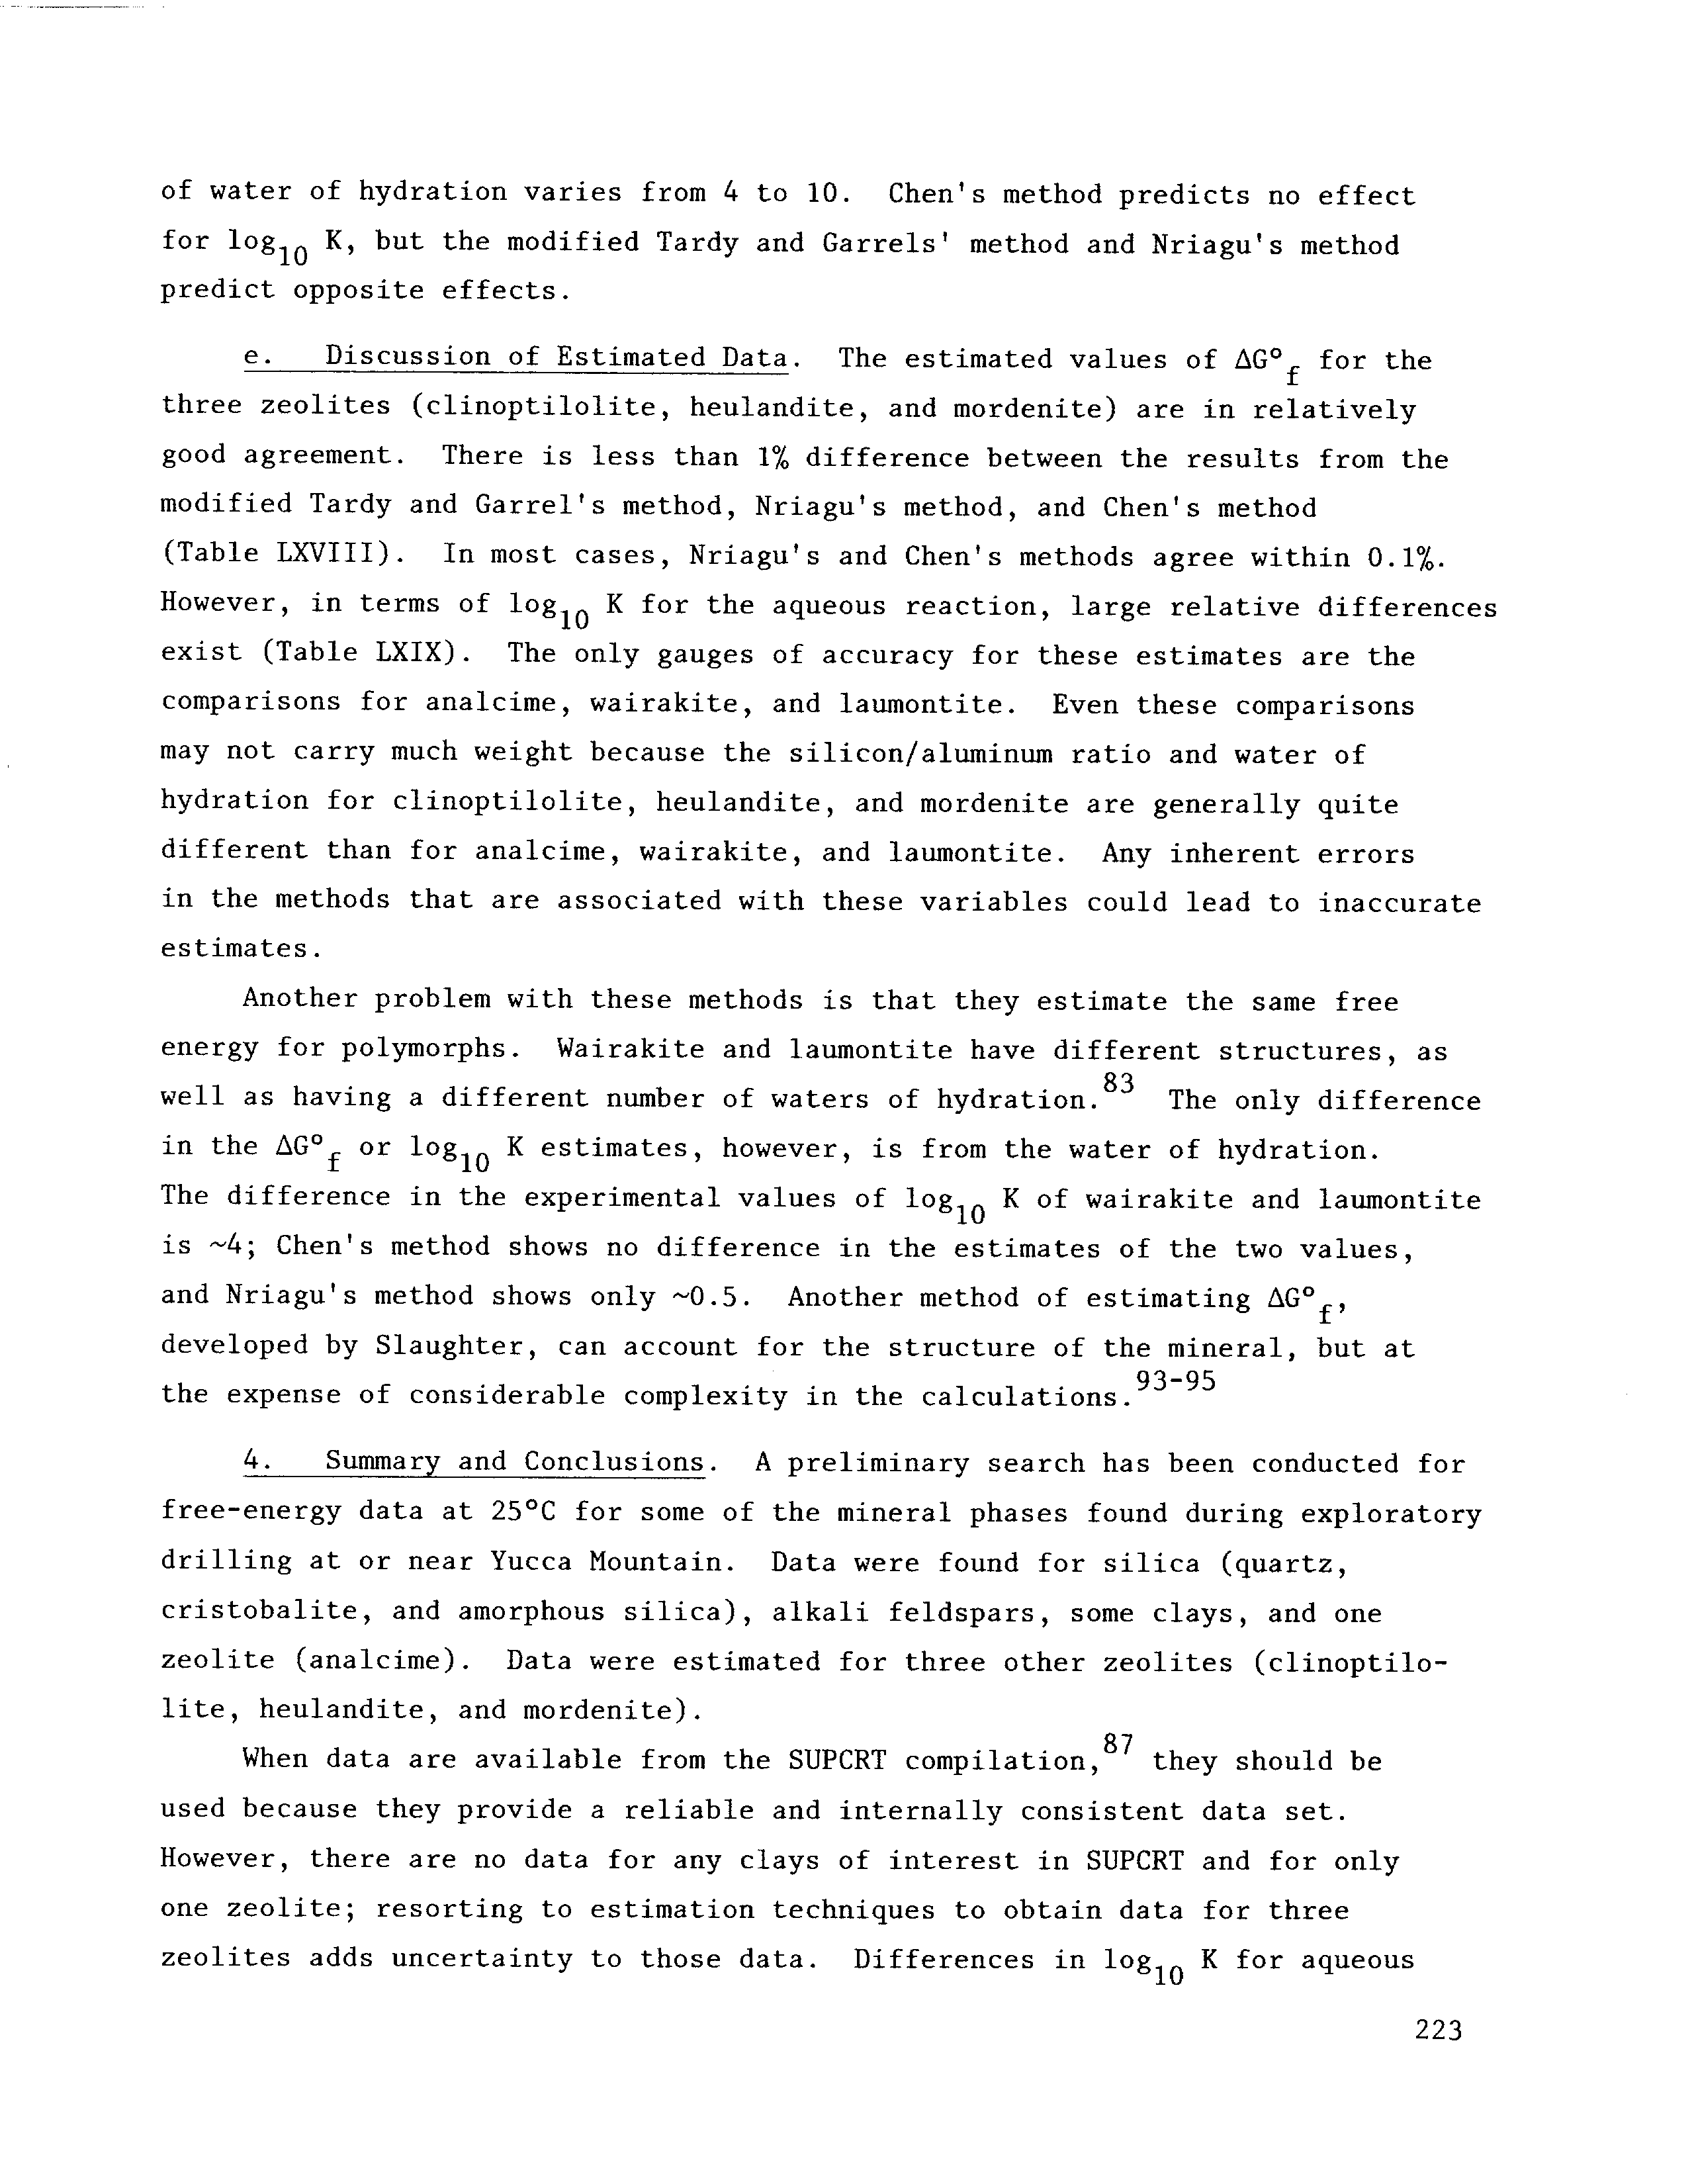 of water of hydration varies from 4 to 10. Chen's method predicts no effect
for log10 K, but the modified Tardy and Garrels' method and Nriagu's method
predict opposite effects.
e. Discussion of Estimated Data. The estimated values of ΔG°f for the
three zeolites (clinoptilolite, heulandite, and mordenite) are in relatively
good agreement. There is less than 1% difference between the results from the
modified Tardy and Garrel's method, Nriagu's method, and Chen's method
(Table LXVIII). In most cases, Nriagu's and Chen's methods agree within 0.1%.
However, in terms of log10 K for the aqueous reaction, large relative differences
exist (Table LXIX). The only gauges of accuracy for these estimates are the
comparisons for analcime, wairakite, and laumontite. Even these comparisons
may not carry much weight because the silicon/aluminum ratio and water of
hydration for clinoptilolite, heulandite, and mordenite are generally quite
different than for analcime, wairakite, and laumontite. Any inherent errors
in the methods that are associated with these variables could lead to inaccurate
estimates.
Another problem with these methods is that they estimate the same free
energy for polymorphs. Wairakite and laumontite have different structures, as
well as having a different number of waters of hydration.83 The only difference
in the ΔG°f or log10 K estimates, however, is from the water of hydration.
The difference in the experimental values of log10 K of wairakite and laumontite
is ~4; Chen's method shows no difference in the estimates of the two values,
and Nriagu's method shows only ~0.5. Another method of estimating ΔG°f,
developed by Slaughter, can account for the structure of the mineral, but at
the expense of considerable complexity in the calculations.93-95
4. Summary and Conclusions. A preliminary search has been conducted for
free-energy data at 25°C for some of the mineral phases found during exploratory
drilling at or near Yucca Mountain. Data were found for silica (quartz,
cristobalite, and amorphous silica), alkali feldspars, some clays, and one
zeolite (analcime). Data were estimated for three other zeolites (clinoptilo-
lite, heulandite, and mordenite).
When data are available from the SUPCRT compilation,87 they should be
used because they provide a reliable and internally consistent data set.
However, there are no data for any clays of interest in SUPCRT and for only
one zeolite; resorting to estimation techniques to obtain data for three
zeolites adds uncertainty to those data. Differences in log10 K for aqueous
223